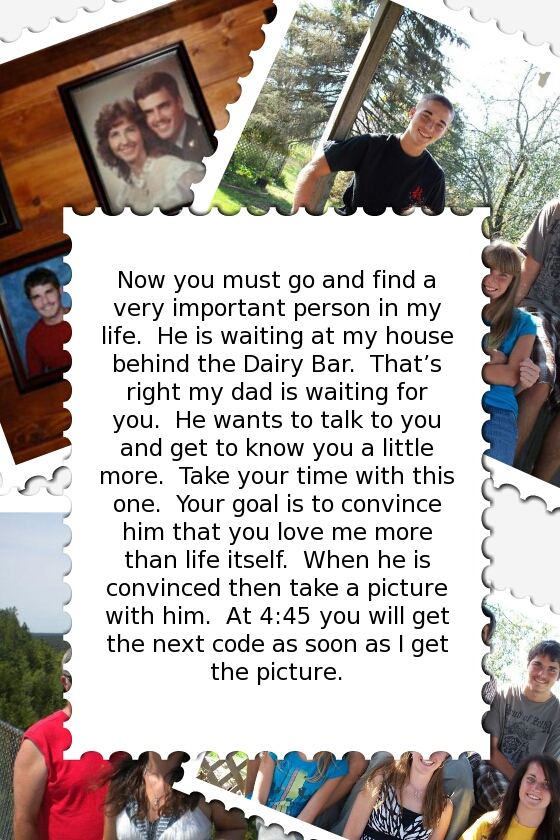 Now you must go and find a
very important person in my
life.  He is waiting at my house
behind the Dairy Bar.  That’s
right my dad is waiting for
you.  He wants to talk to you
and get to know you a little
more.  Take your time with this
one.  Your goal is to convince
him that you love me more
than life itself.  When he is
convinced then take a picture
with him.  At 4:45 you will get
the next code as soon as I get
the picture.